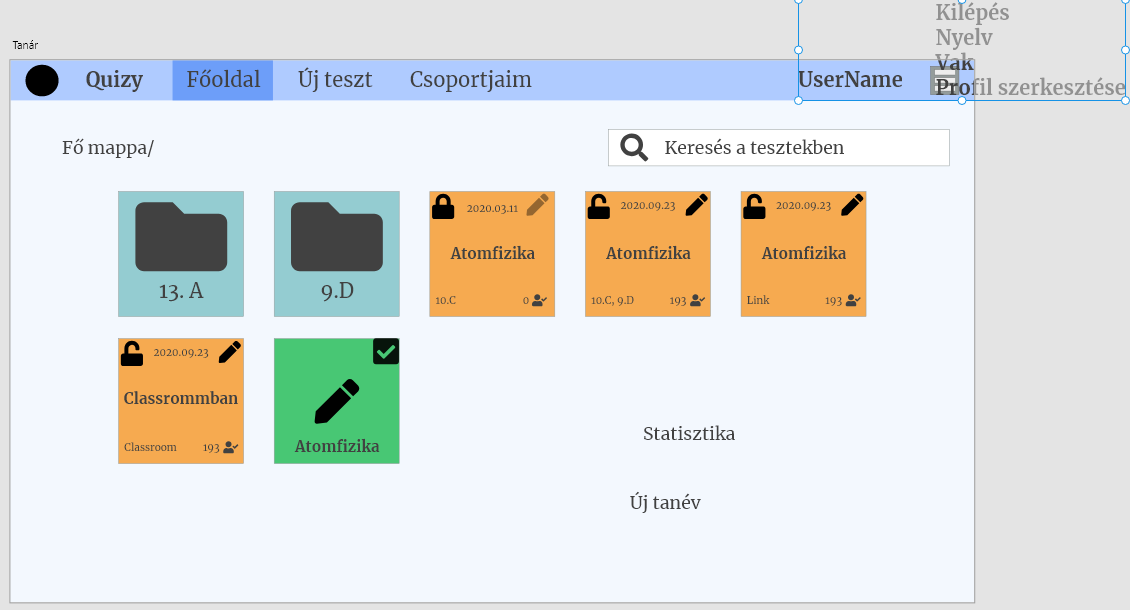 Kilépés
Nyelv
Vak
Profil szerkesztése
Tanár
Quizy
Főoldal
Új teszt
Csoportjaim
UserName
Fő mappa/
Keresés a tesztekben
13. A
9.D
2020.03.11
Atomfizika
10.C
0
2020.09.23
Atomfizika
10.C, 9.D
193
2020.09.23
Atomfizika
Link
193
2020.09.23
Classrommban
Classroom
193
Atomfizika
Statisztika
Új tanév